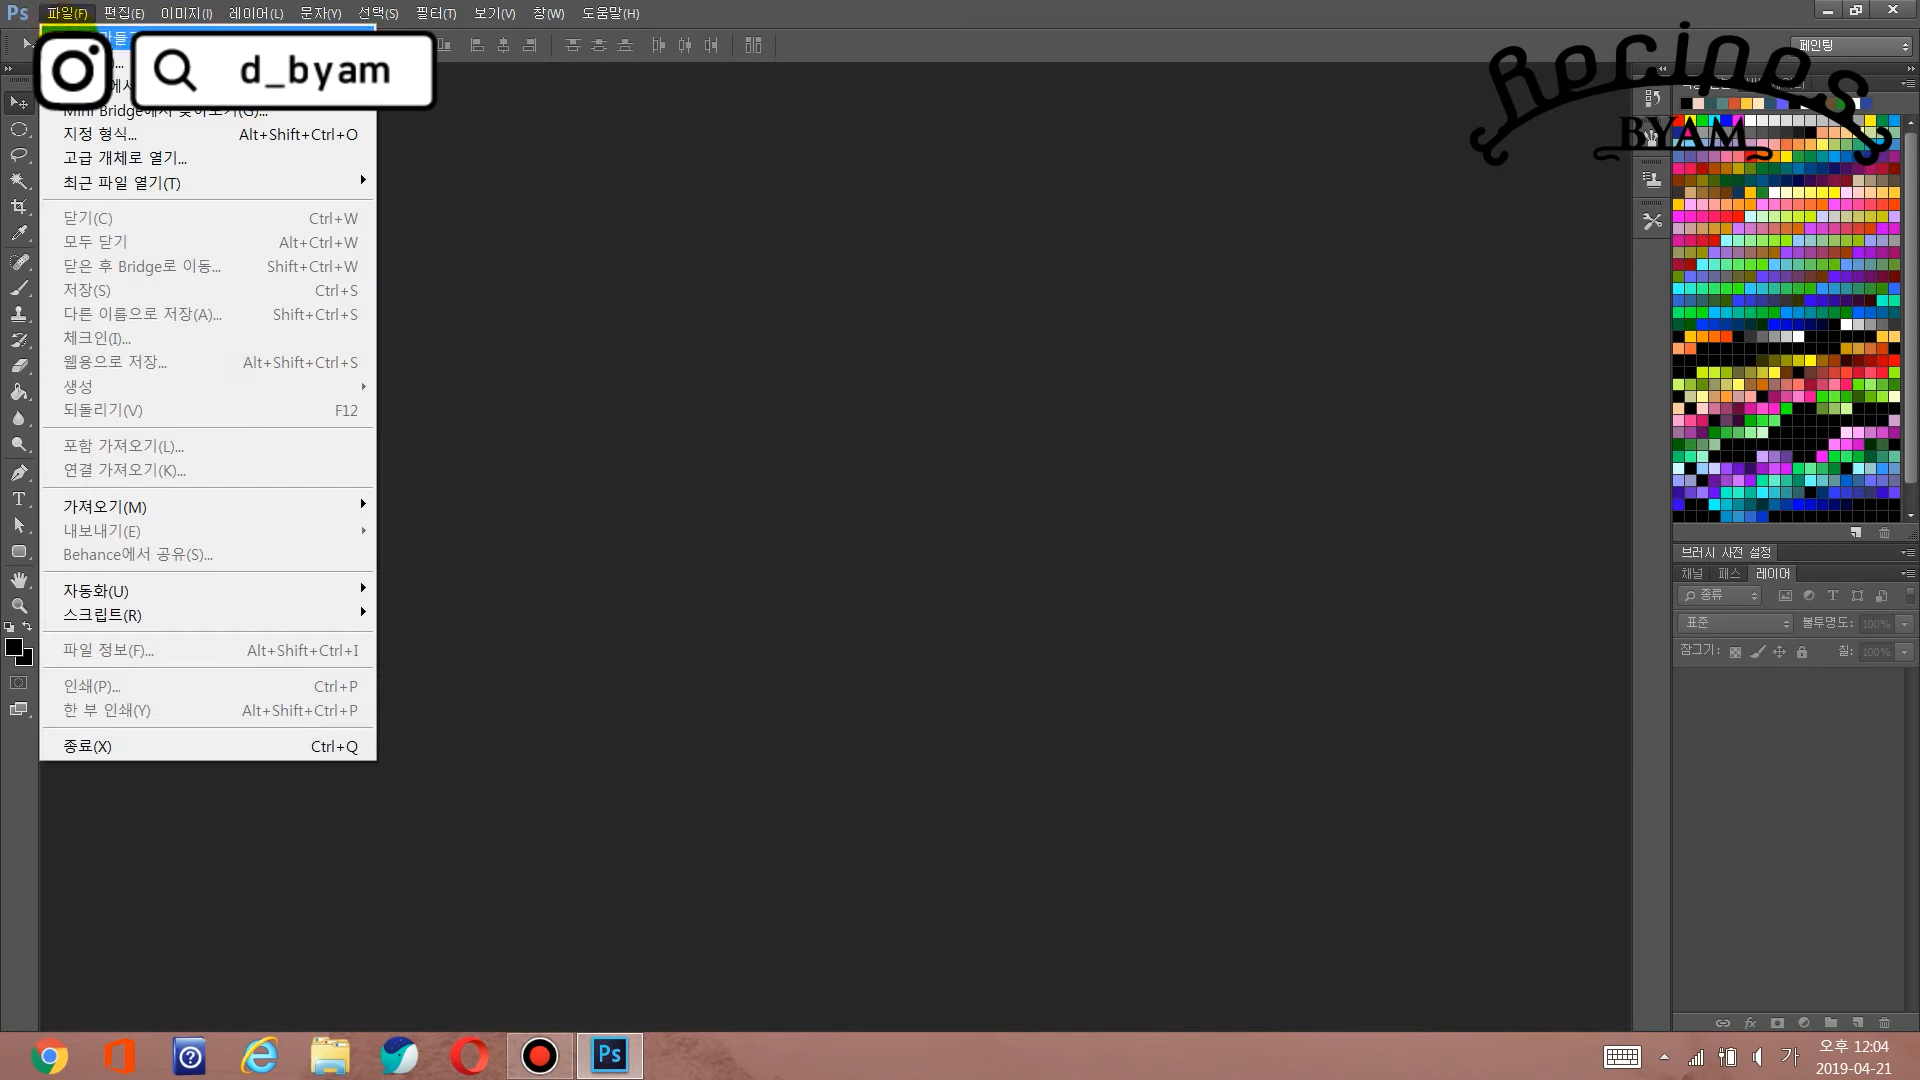 Ps 파일(F) 편집(E) 이미지(I) 레이어(L) 문자(Y) 선택(S) 필터(T) 보기(V) 창(W) 도움말(H)
페인팅
d_byam
Recipes
BYAM
지정 형식... Alt+Shift+Ctrl+O
고급 개체로 열기...
최근 파일 열기(T)
닫기(C) Ctrl+W
모두 닫기 Alt+Ctrl+W
닫은 후 Bridge로 이동... Shift+Ctrl+W
저장(S) Ctrl+S
다른 이름으로 저장(A)... Shift+Ctrl+S
체크인(I)...
웹용으로 저장... Alt+Shift+Ctrl+S
생성
되돌리기(V) F12
포함 가져오기(L)...
연결 가져오기(K)...
가져오기(M)
내보내기(E)
Behance에서 공유(S)...
자동화(U)
스크립트(R)
파일 정보(F)... Alt+Shift+Ctrl+I
인쇄(P)... Ctrl+P
한 부 인쇄(Y) Alt+Shift+Ctrl+P
종료(X) Ctrl+Q
브러시 사전 설정
채널 패스 레이어
종류
표준 불투명도: 100%
잠그기: 칠: 100%
Ps
가
오후 12:04
2019-04-21